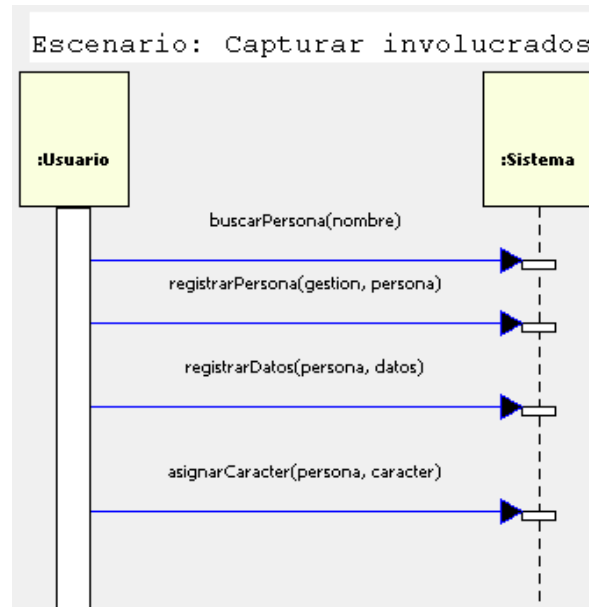 Escenario: Capturar involucrados
:Usuario
:Sistema
buscarPersona(nombre)
registrarPersona(gestion, persona)
registrarDatos(persona, datos)
asignarCaracter(persona, caracter)